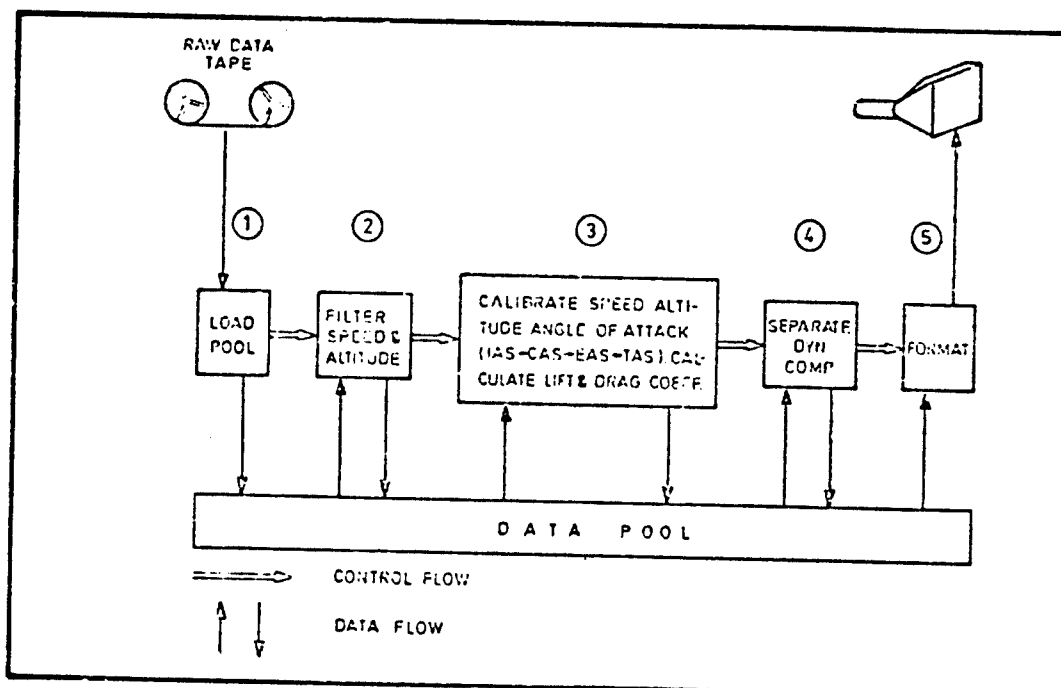 RAW DATA
TAPE
1
2
3
4
5
LOAD
POOL
FILTER
SPEED &
ALTITUDE
CALIBRATE SPEED ALTI-
TUDE ANGLE OF ATTACK
(IAS→CAS→EAS→TAS). CAL-
CULATE LIFT & DRAG COEFF.
SEPARATE
DYN
COMP
FORMAT
DATA POOL
CONTROL FLOW
DATA FLOW